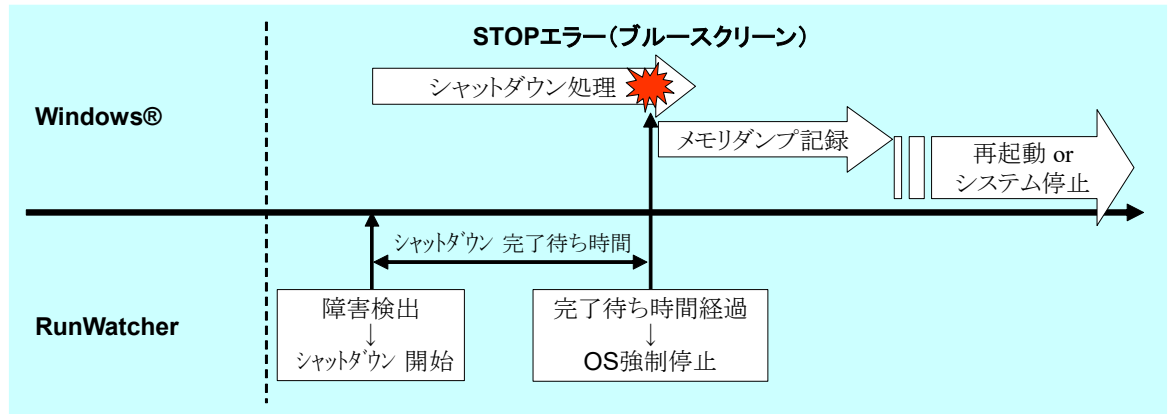 STOPエラー(ブルースクリーン)
シャットダウン処理
Windows®
メモリダンプ記録
再起動 or
システム停止
シャットダウン 完了待ち時間
RunWatcher
障害検出
↓
シャットダウン 開始
完了待ち時間経過
↓
OS強制停止